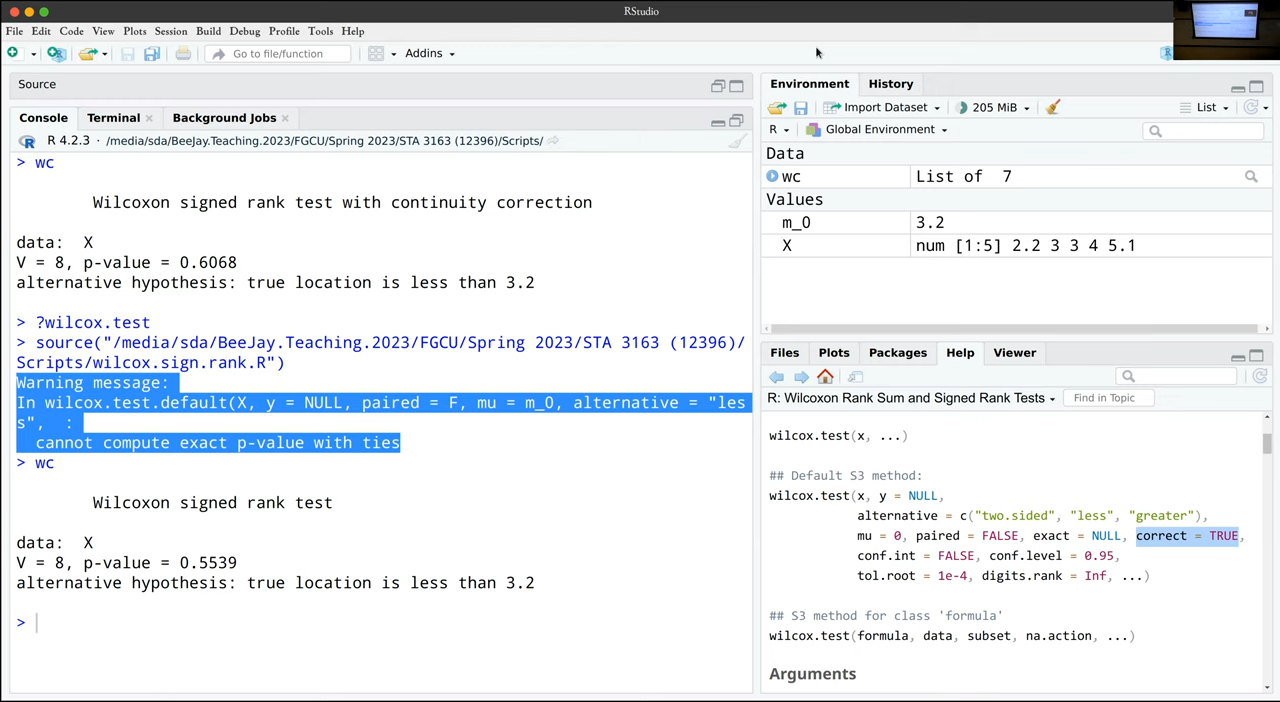 RStudio
File Edit Code View Plots Session Build Debug Profile Tools Help
Go to file/function
Addins
Source
Console Terminal Background Jobs
R 4.2.3 · /media/sda/BeeJay.Teaching.2023/FGCU/Spring 2023/STA 3163 (12396)/Scripts/
> wc
Wilcoxon signed rank test with continuity correction
data:  X
V = 8, p-value = 0.6068
alternative hypothesis: true location is less than 3.2
> ?wilcox.test
> source("/media/sda/BeeJay.Teaching.2023/FGCU/Spring 2023/STA 3163 (12396)/
Scripts/wilcox.sign.rank.R")
Warning message:
In wilcox.test.default(X, y = NULL, paired = F, mu = m_0, alternative = "les
s",  :
cannot compute exact p-value with ties
> wc
Wilcoxon signed rank test
data:  X
V = 8, p-value = 0.5539
alternative hypothesis: true location is less than 3.2
>
Environment History
Import Dataset 205 MiB List
R Global Environment
Data
wc List of  7
Values
m_0 3.2
X num [1:5] 2.2 3 3 4 5.1
Files Plots Packages Help Viewer
R: Wilcoxon Rank Sum and Signed Rank Tests Find in Topic
wilcox.test(x, ...)
## Default S3 method:
wilcox.test(x, y = NULL,
alternative = c("two.sided", "less", "greater"),
mu = 0, paired = FALSE, exact = NULL, correct = TRUE,
conf.int = FALSE, conf.level = 0.95,
tol.root = 1e-4, digits.rank = Inf, ...)
## S3 method for class 'formula'
wilcox.test(formula, data, subset, na.action, ...)
Arguments